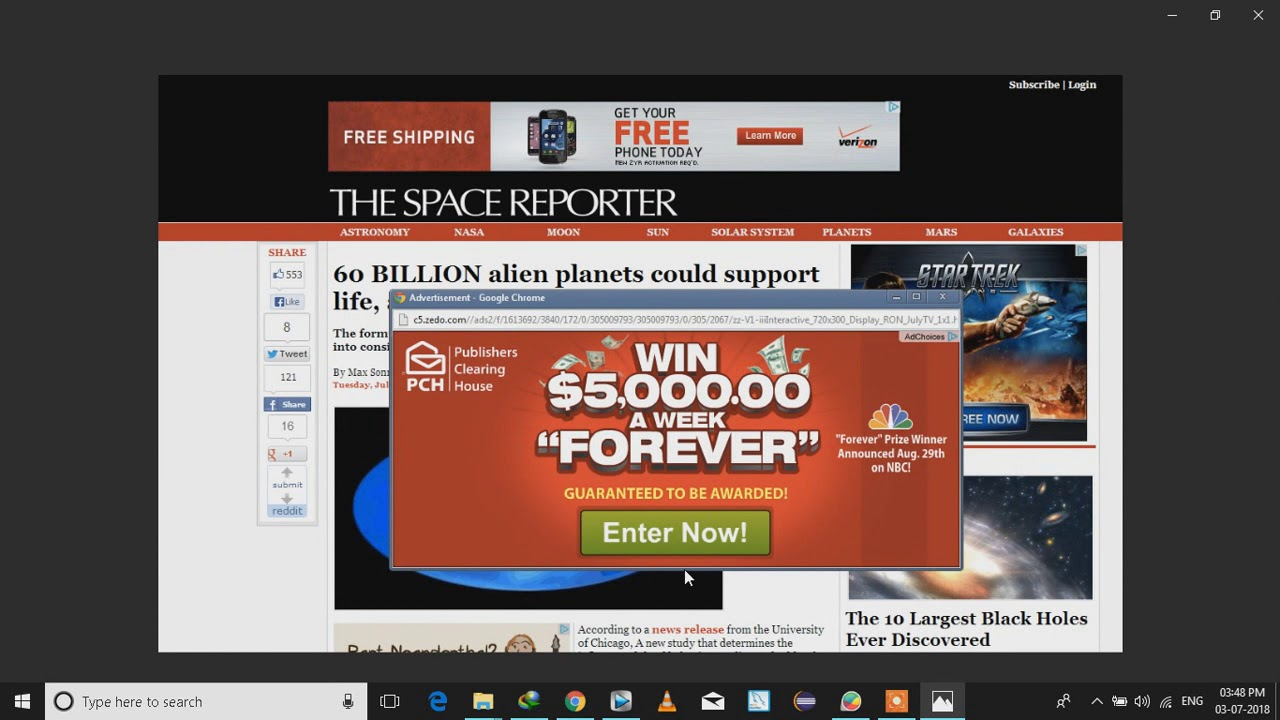 Subscribe | Login
FREE SHIPPING
GET YOUR
FREE
PHONE TODAY
NEW 2YR ACTIVATION REQ'D.
Learn More
verizon
THE SPACE REPORTER
ASTRONOMY NASA MOON SUN SOLAR SYSTEM PLANETS MARS GALAXIES
SHARE
553
Like
8
Tweet
121
Share
16
+1
submit
reddit
60 BILLION alien planets could support
life,
The form
into consi
By Max Sonn
Tuesday, Jul
STAR TREK
REE NOW
Advertisement - Google Chrome
c5.zedo.com//ads2/f/1613692/3840/172/0/305009793/305009793/0/305/2067/zz-V1-iiiInteractive_720x300_Display_RON_JulyTV_1x1.h
AdChoices
PCH
Publishers
Clearing
House
WIN
$5,000.00
A WEEK
“FOREVER”
GUARANTEED TO BE AWARDED!
Enter Now!
"Forever" Prize Winner
Announced Aug. 29th
on NBC!
According to a news release from the University
of Chicago, A new study that determines the
The 10 Largest Black Holes
Ever Discovered
Type here to search
ENG
03:48 PM
03-07-2018